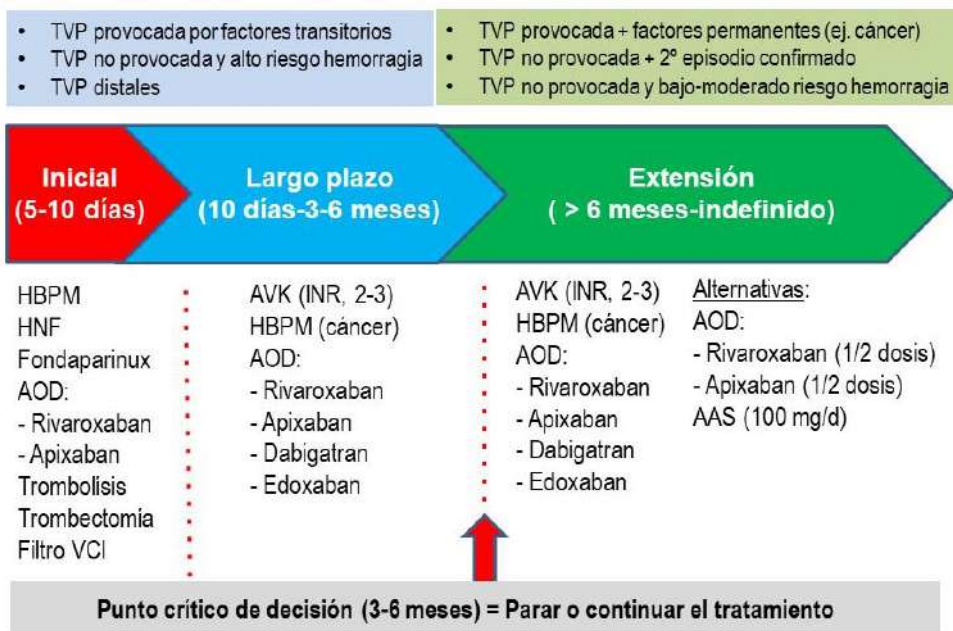 • TVP provocada por factores transitorios
• TVP no provocada y alto riesgo hemorragia
• TVP distales
• TVP provocada + factores permanentes (ej. cáncer)
• TVP no provocada + 2º episodio confirmado
• TVP no provocada y bajo-moderado riesgo hemorragia
Inicial
(5-10 días)
Largo plazo
(10 días-3-6 meses)
Extensión
( > 6 meses-indefinido)
HBPM
HNF
Fondaparinux
AOD:
- Rivaroxaban
- Apixaban
Trombolisis
Trombectomía
Filtro VCI
AVK (INR, 2-3)
HBPM (cáncer)
AOD:
- Rivaroxaban
- Apixaban
- Dabigatran
- Edoxaban
AVK (INR, 2-3)
HBPM (cáncer)
AOD:
- Rivaroxaban
- Apixaban
- Dabigatran
- Edoxaban
Alternativas:
AOD:
- Rivaroxaban (1/2 dosis)
- Apixaban (1/2 dosis)
AAS (100 mg/d)
Punto crítico de decisión (3-6 meses) = Parar o continuar el tratamiento